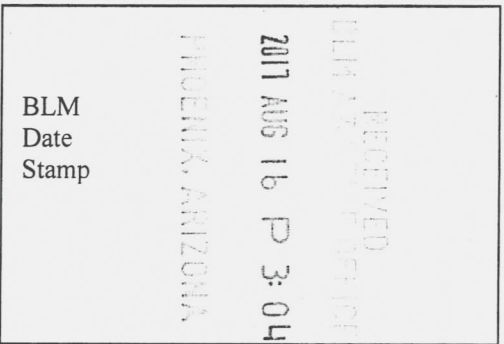 BLM
Date
Stamp
RECEIVED
2017 AUG 16 P 3:04
PHOENIX, ARIZONA